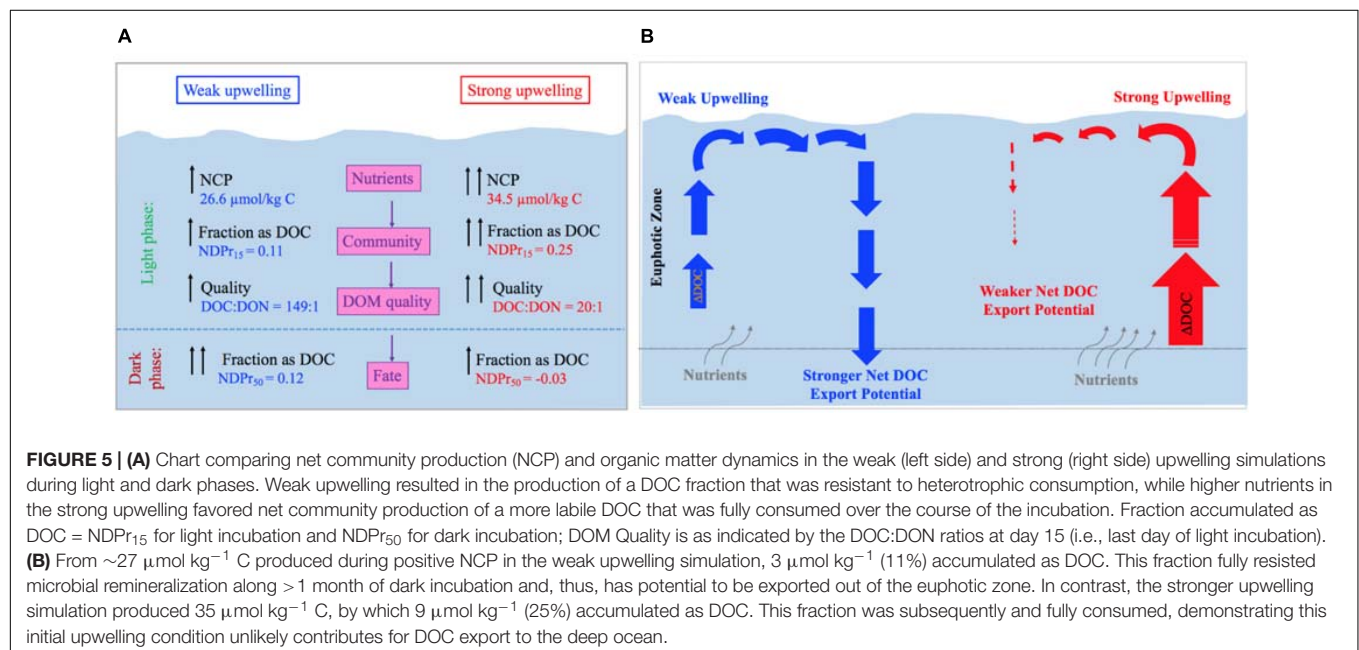 A
Weak upwelling
Strong upwelling
Light phase:
NCP
26.6 µmol/kg C
Nutrients
NCP
34.5 µmol/kg C
Fraction as DOC
NDPr15 = 0.11
Community
Fraction as DOC
NDPr15 = 0.25
Quality
DOC:DON = 149:1
DOM quality
Quality
DOC:DON = 20:1
Dark
phase:
Fraction as DOC
NDPr50 = 0.12
Fate
Fraction as DOC
NDPr50 = -0.03
B
Weak Upwelling
Strong Upwelling
Euphotic Zone
ΔDOC
Weaker Net DOC
Export Potential
ΔDOC
Nutrients
Stronger Net DOC
Export Potential
Nutrients
FIGURE 5 | (A) Chart comparing net community production (NCP) and organic matter dynamics in the weak (left side) and strong (right side) upwelling simulations
during light and dark phases. Weak upwelling resulted in the production of a DOC fraction that was resistant to heterotrophic consumption, while higher nutrients in
the strong upwelling favored net community production of a more labile DOC that was fully consumed over the course of the incubation. Fraction accumulated as
DOC = NDPr15 for light incubation and NDPr50 for dark incubation; DOM Quality is as indicated by the DOC:DON ratios at day 15 (i.e., last day of light incubation).
(B) From ~27 µmol kg−1 C produced during positive NCP in the weak upwelling simulation, 3 µmol kg−1 (11%) accumulated as DOC. This fraction fully resisted
microbial remineralization along >1 month of dark incubation and, thus, has potential to be exported out of the euphotic zone. In contrast, the stronger upwelling
simulation produced 35 µmol kg−1 C, by which 9 µmol kg−1 (25%) accumulated as DOC. This fraction was subsequently and fully consumed, demonstrating this
initial upwelling condition unlikely contributes for DOC export to the deep ocean.